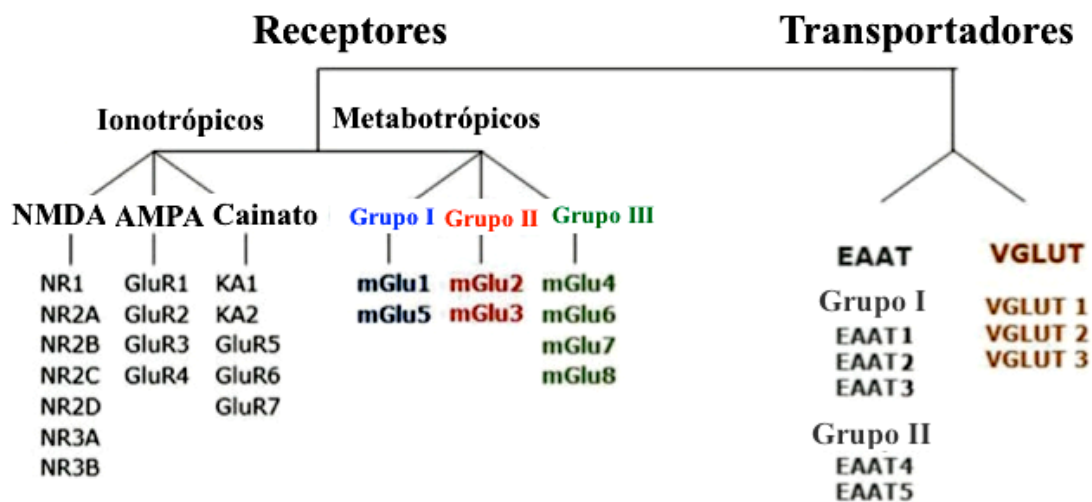 Receptores
Transportadores
Ionotrópicos
Metabotrópicos
NMDA
NR1
NR2A
NR2B
NR2C
NR2D
NR3A
NR3B
AMPA
GluR1
GluR2
GluR3
GluR4
Cainato
KA1
KA2
GluR5
GluR6
GluR7
Grupo I
mGlu1
mGlu5
Grupo II
mGlu2
mGlu3
Grupo III
mGlu4
mGlu6
mGlu7
mGlu8
EAAT
Grupo I
EAAT1
EAAT2
EAAT3
Grupo II
EAAT4
EAAT5
VGLUT
VGLUT 1
VGLUT 2
VGLUT 3